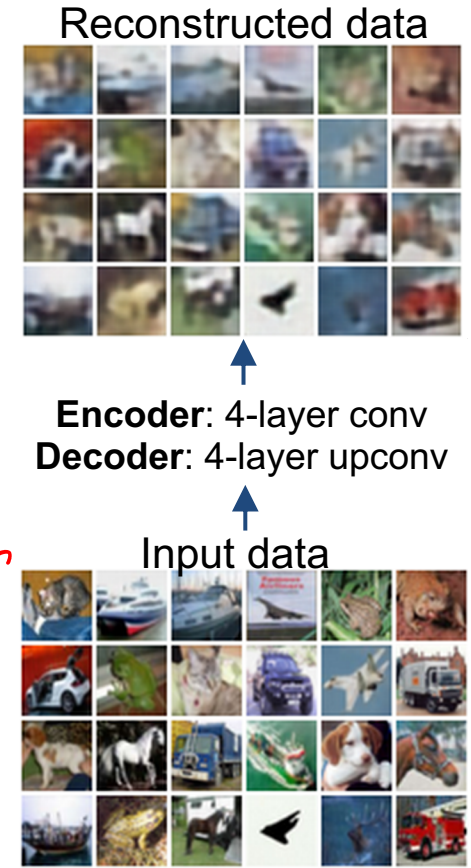 Reconstructed data
Encoder: 4-layer conv
Decoder: 4-layer upconv
Input data